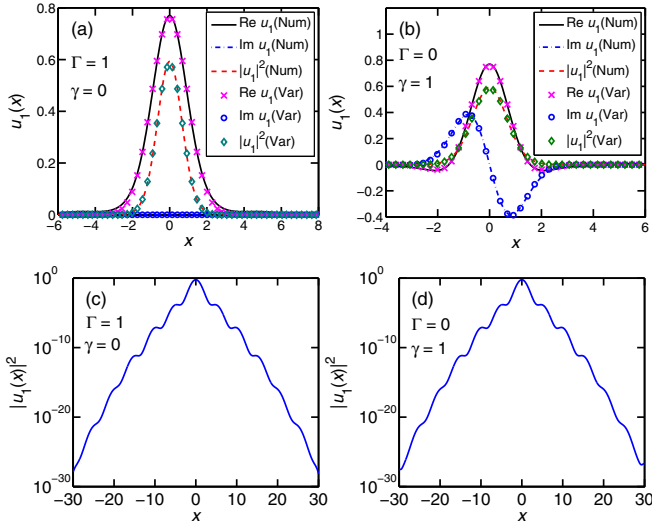 (a)
Γ = 1
γ = 0
Re u₁(Num)
Im u₁(Num)
|u₁|²(Num)
Re u₁(Var)
Im u₁(Var)
|u₁|²(Var)
0.8
0.6
0.4
0.2
0
u₁(x)
−6 −4 −2 0 2 4 6 8
x
(b)
Γ = 0
γ = 1
Re u₁(Num)
Im u₁(Num)
|u₁|²(Num)
Re u₁(Var)
Im u₁(Var)
|u₁|²(Var)
1.4
1
0.8
0.6
0.4
0.2
0
−0.2
−0.4
u₁(x)
−4 −2 0 2 4 6
x
(c)
Γ = 1
γ = 0
10⁰
10⁻¹⁰
10⁻²⁰
10⁻³⁰
|u₁(x)|²
−30 −20 −10 0 10 20 30
x
(d)
Γ = 0
γ = 1
10⁰
10⁻¹⁰
10⁻²⁰
10⁻³⁰
|u₁(x)|²
−30 −20 −10 0 10 20 30
x